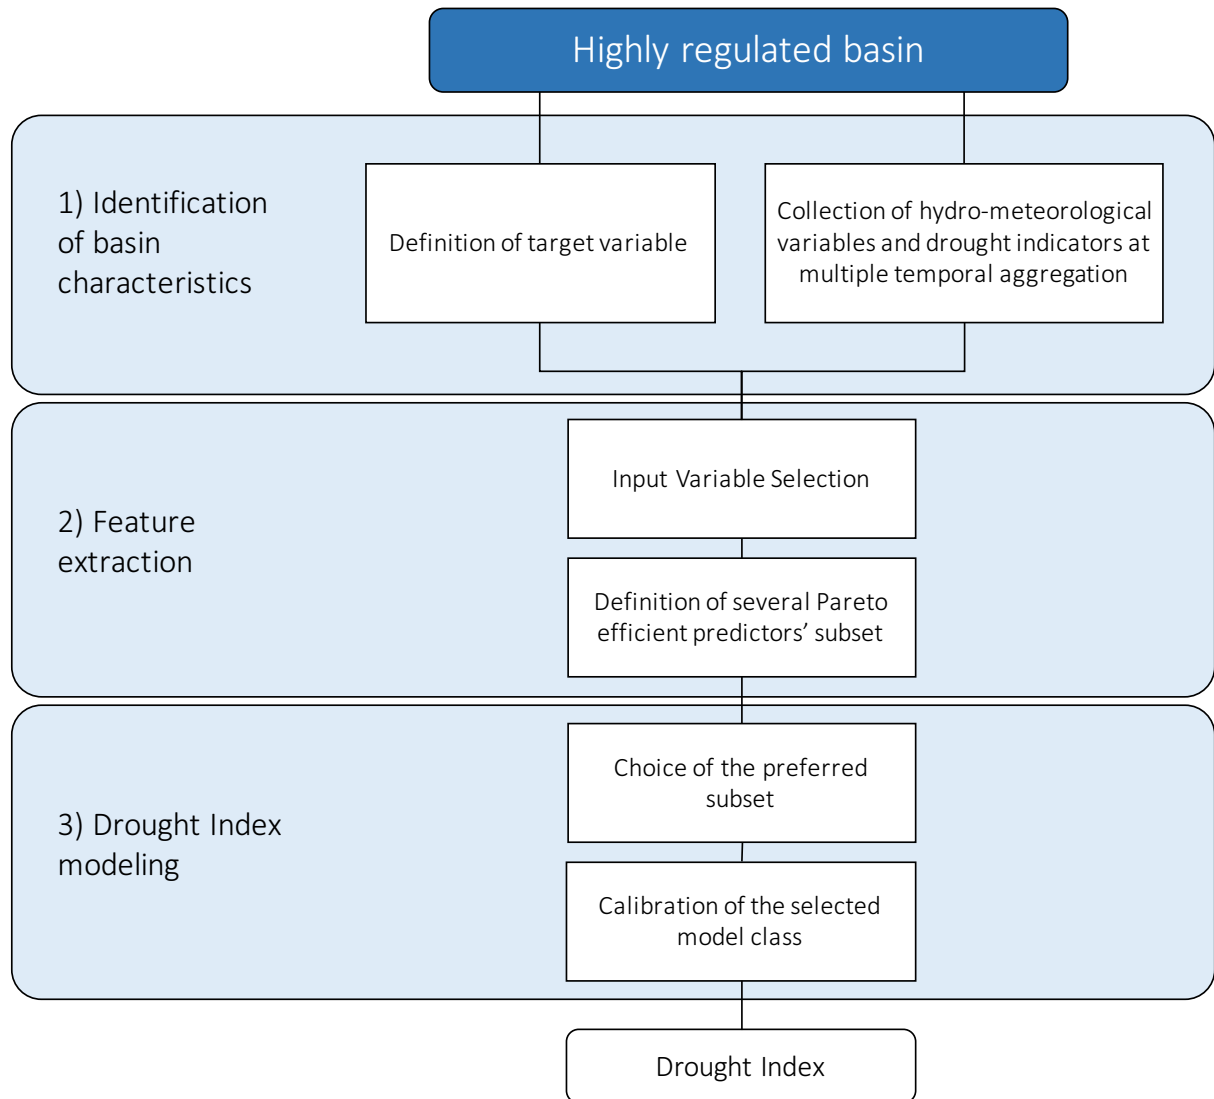 Highly regulated basin
1) Identification
of basin
characteristics
Definition of target variable
Collection of hydro-meteorological
variables and drought indicators at
multiple temporal aggregation
2) Feature
extraction
Input Variable Selection
Definition of several Pareto
efficient predictors’ subset
3) Drought Index
modeling
Choice of the preferred
subset
Calibration of the selected
model class
Drought Index